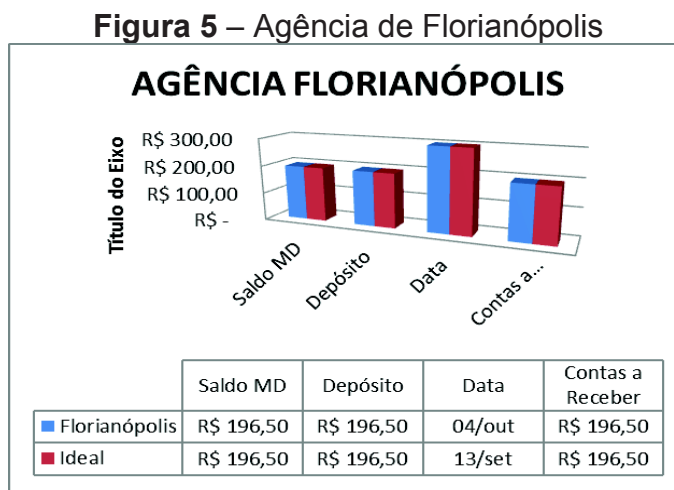 Figura 5 – Agência de Florianópolis
AGÊNCIA FLORIANÓPOLIS
Título do Eixo
R$ 300,00
R$ 200,00
R$ 100,00
R$ -
Saldo MD
Depósito
Data
Contas a...
Saldo MD Depósito Data Contas a Receber
Florianópolis R$ 196,50 R$ 196,50 04/out R$ 196,50
Ideal R$ 196,50 R$ 196,50 13/set R$ 196,50